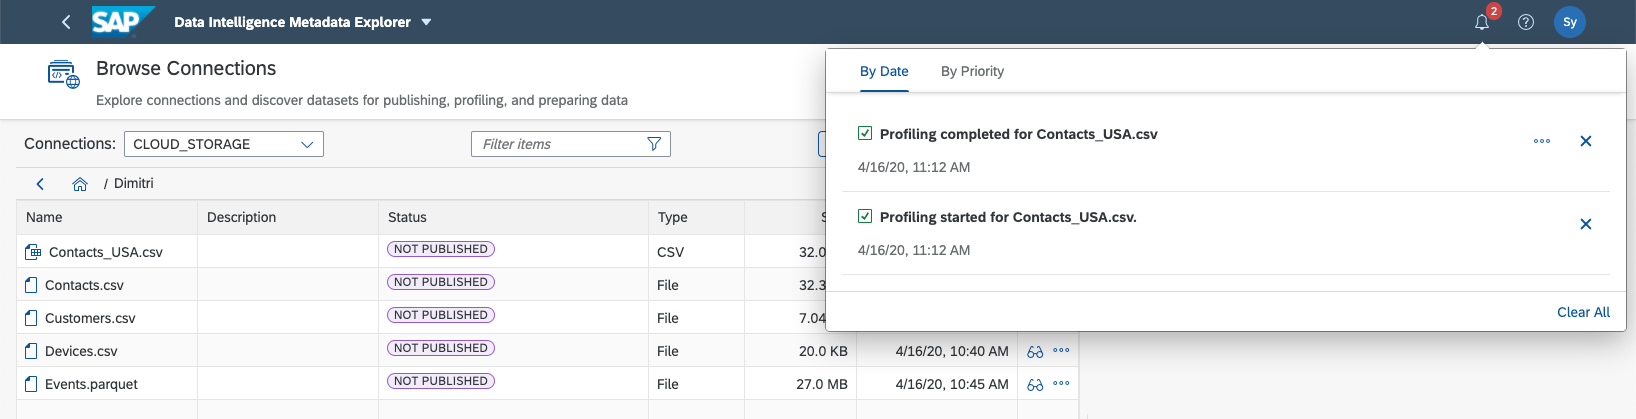 SAP Data Intelligence Metadata Explorer 2 Sy
Browse Connections
Explore connections and discover datasets for publishing, profiling, and preparing data
Connections: CLOUD_STORAGE Filter items
/ Dimitri
Name Description Status Type
Contacts_USA.csv NOT PUBLISHED CSV 32.0
Contacts.csv NOT PUBLISHED File 32.3
Customers.csv NOT PUBLISHED File 7.04
Devices.csv NOT PUBLISHED File 20.0 KB 4/16/20, 10:40 AM
Events.parquet NOT PUBLISHED File 27.0 MB 4/16/20, 10:45 AM
By Date By Priority
Profiling completed for Contacts_USA.csv
4/16/20, 11:12 AM
Profiling started for Contacts_USA.csv.
4/16/20, 11:12 AM
Clear All